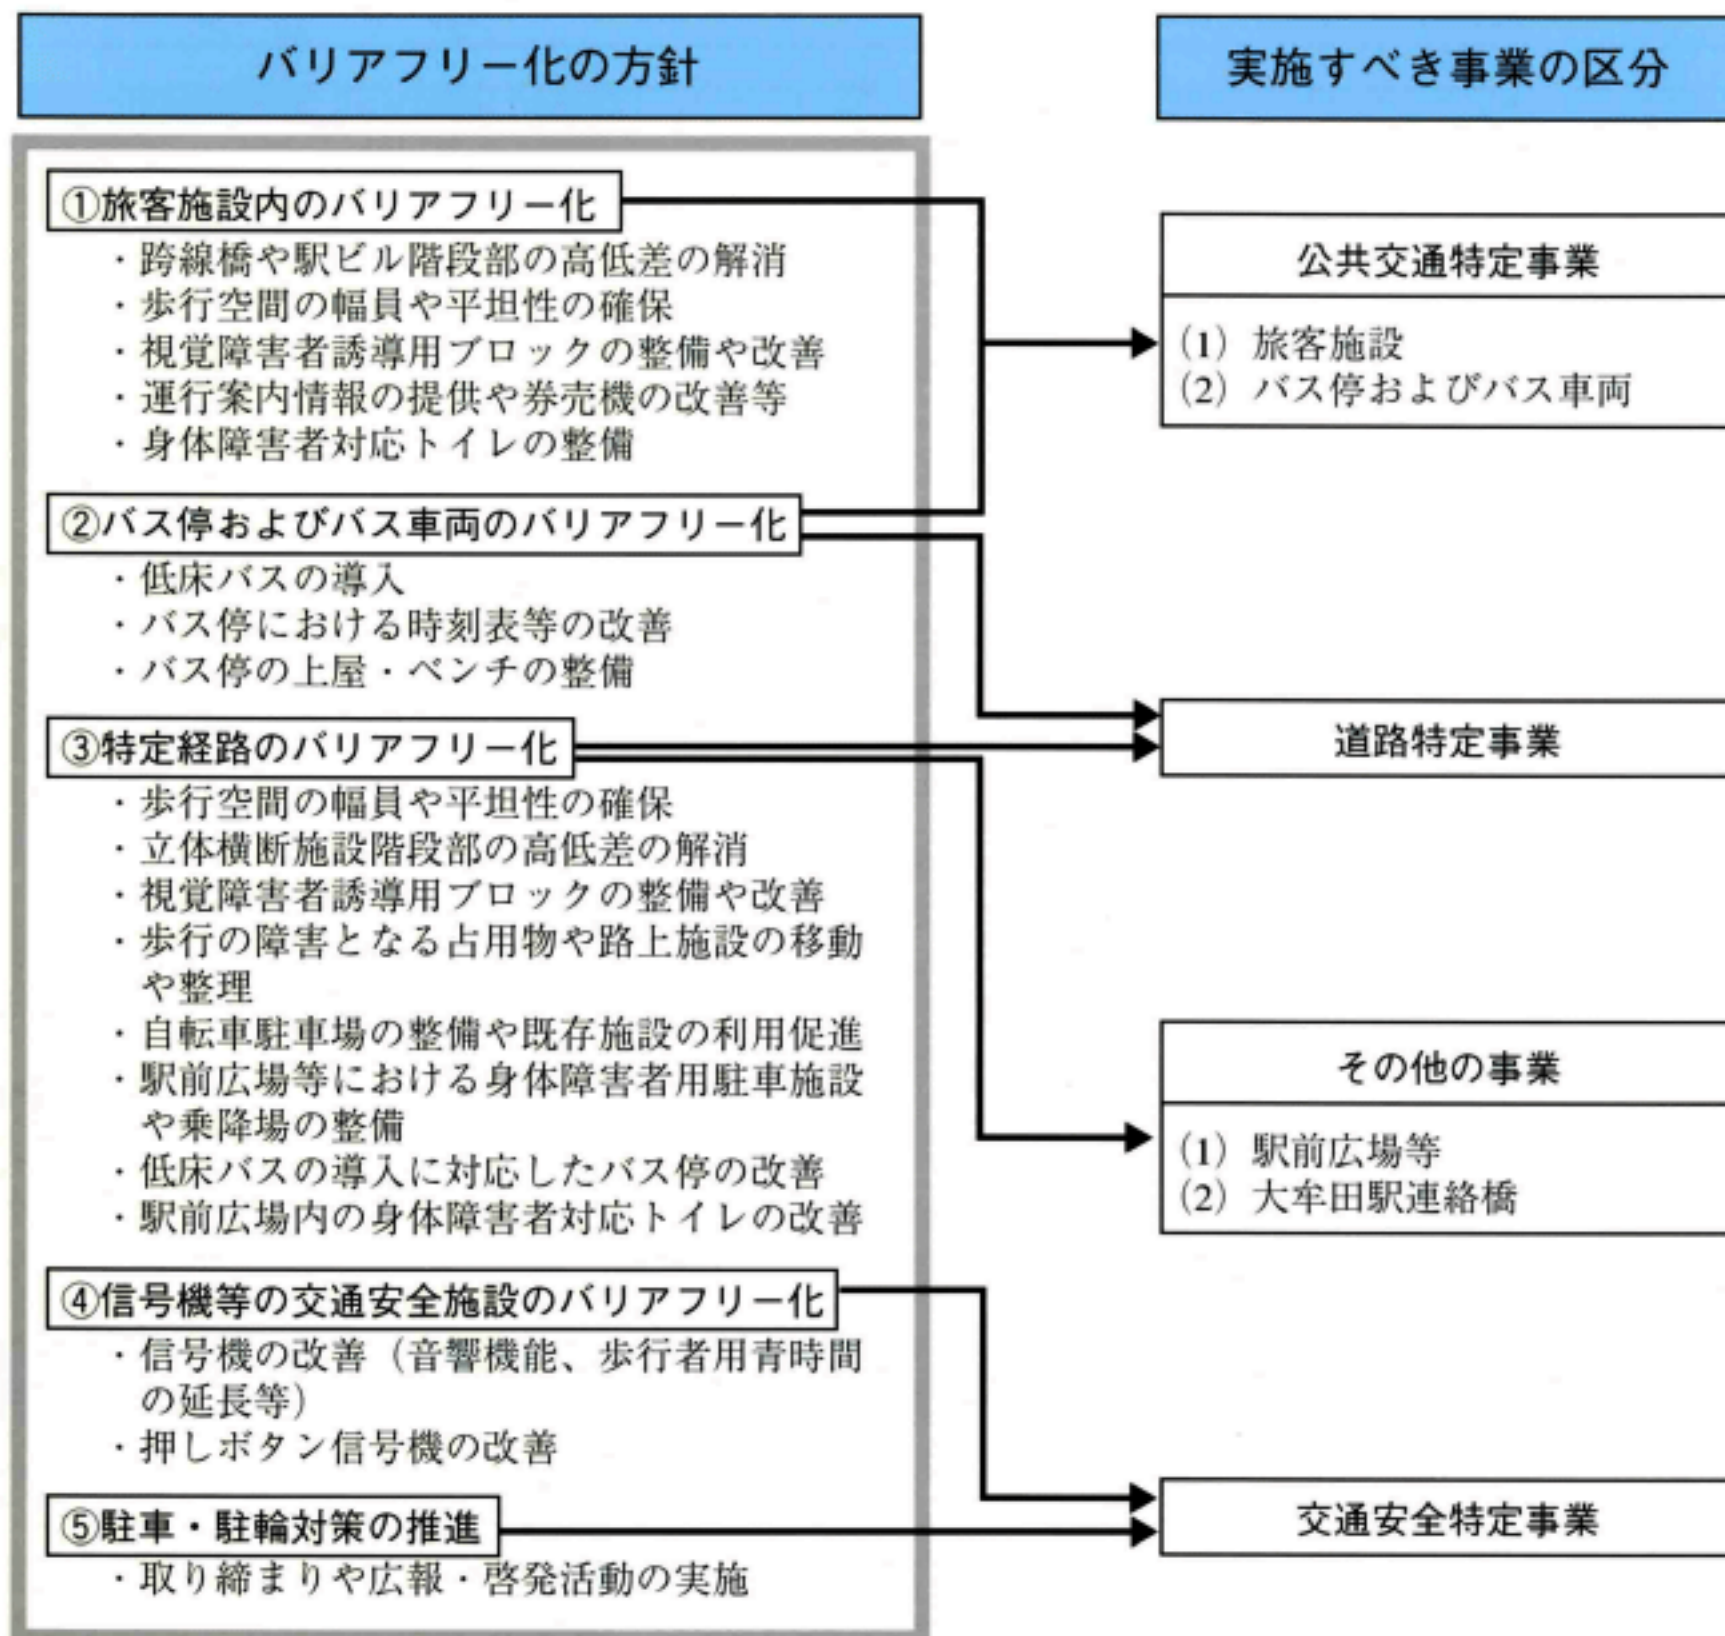 バリアフリー化の方針
①旅客施設内のバリアフリー化
・跨線橋や駅ビル階段部の高低差の解消
・歩行空間の幅員や平坦性の確保
・視覚障害者誘導用ブロックの整備や改善
・運行案内情報の提供や券売機の改善等
・身体障害者対応トイレの整備
②バス停およびバス車両のバリアフリー化
・低床バスの導入
・バス停における時刻表等の改善
・バス停の上屋・ベンチの整備
③特定経路のバリアフリー化
・歩行空間の幅員や平坦性の確保
・立体横断施設階段部の高低差の解消
・視覚障害者誘導用ブロックの整備や改善
・歩行の障害となる占用物や路上施設の移動
や整理
・自転車駐車場の整備や既存施設の利用促進
・駅前広場等における身体障害者用駐車施設
や乗降場の整備
・低床バスの導入に対応したバス停の改善
・駅前広場内の身体障害者対応トイレの改善
④信号機等の交通安全施設のバリアフリー化
・信号機の改善（音響機能、歩行者用青時間
の延長等）
・押しボタン信号機の改善
⑤駐車・駐輪対策の推進
・取り締まりや広報・啓発活動の実施
実施すべき事業の区分
公共交通特定事業
(1) 旅客施設
(2) バス停およびバス車両
道路特定事業
その他の事業
(1) 駅前広場等
(2) 大牟田駅連絡橋
交通安全特定事業